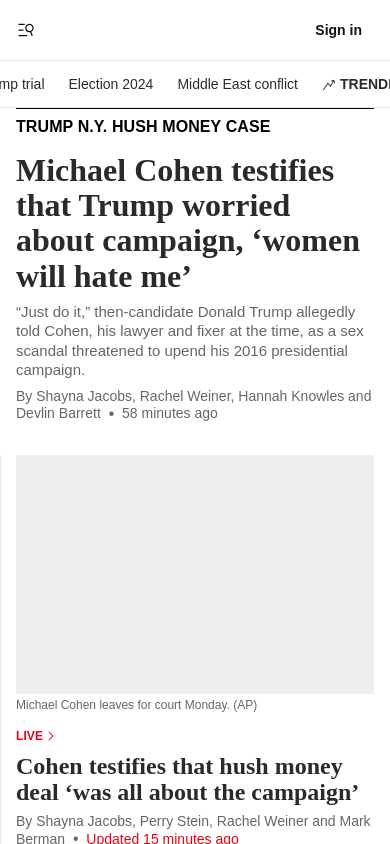 Sign in
mp trial Election 2024 Middle East conflict TREND
TRUMP N.Y. HUSH MONEY CASE
Michael Cohen testifies
that Trump worried
about campaign, ‘women
will hate me’
“Just do it,” then-candidate Donald Trump allegedly
told Cohen, his lawyer and fixer at the time, as a sex
scandal threatened to upend his 2016 presidential
campaign.
By Shayna Jacobs, Rachel Weiner, Hannah Knowles and
Devlin Barrett • 58 minutes ago
Michael Cohen leaves for court Monday. (AP)
LIVE
Cohen testifies that hush money
deal ‘was all about the campaign’
By Shayna Jacobs, Perry Stein, Rachel Weiner and Mark
Berman • Updated 15 minutes ago